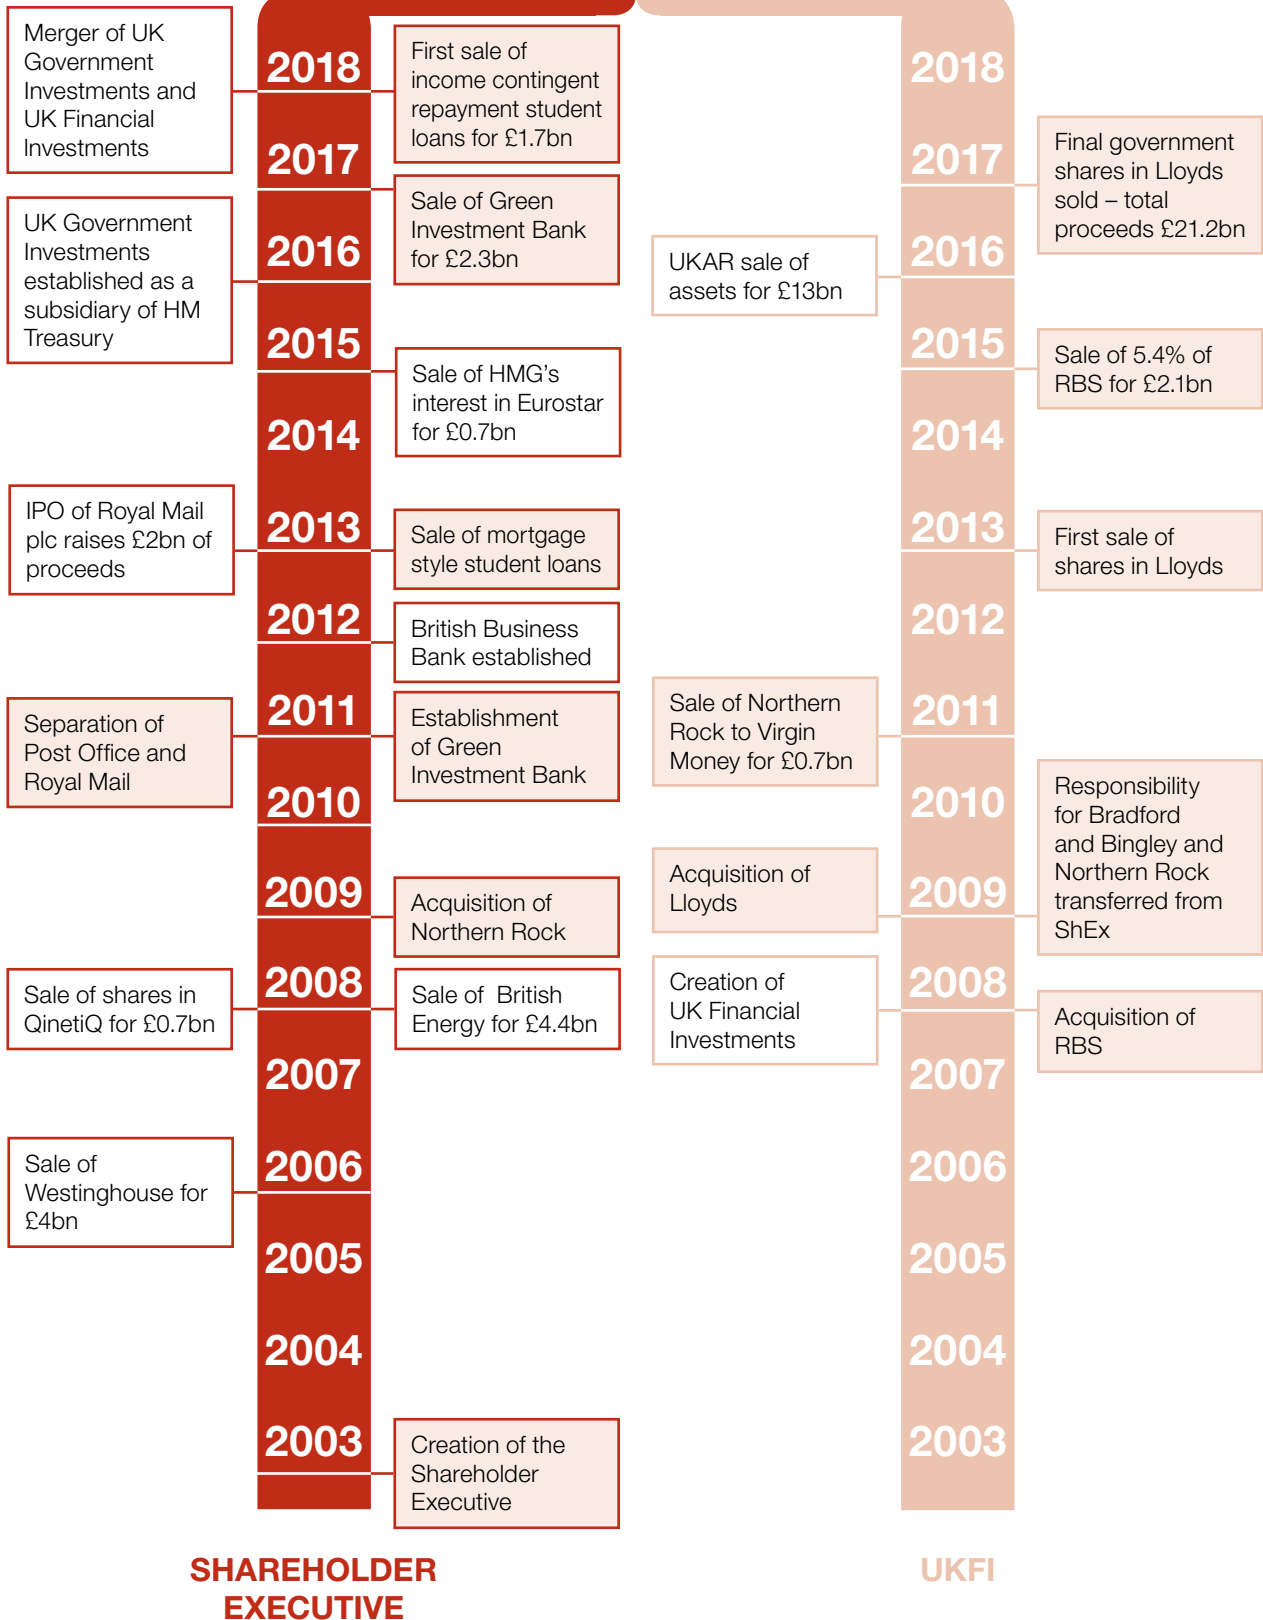 Merger of UK
Government
Investments and
UK Financial
Investments
2018
First sale of
income contingent
repayment student
loans for £1.7bn
2017
UK Government
Investments
established as a
subsidiary of HM
Treasury
Sale of Green
Investment Bank
for £2.3bn
2016
2015
Sale of HMG's
interest in Eurostar
for £0.7bn
2014
IPO of Royal Mail
plc raises £2bn of
proceeds
2013
Sale of mortgage
style student loans
2012
British Business
Bank established
2011
Separation of
Post Office and
Royal Mail
Establishment
of Green
Investment Bank
2010
2009
Acquisition of
Northern Rock
2008
Sale of shares in
QinetiQ for £0.7bn
Sale of British
Energy for £4.4bn
2007
2006
Sale of
Westinghouse for
£4bn
2005
2004
2003
Creation of the
Shareholder
Executive
SHAREHOLDER
EXECUTIVE
2018
2017
Final government
shares in Lloyds
sold – total
proceeds £21.2bn
2016
UKAR sale of
assets for £13bn
2015
Sale of 5.4% of
RBS for £2.1bn
2014
2013
First sale of
shares in Lloyds
2012
2011
Sale of Northern
Rock to Virgin
Money for £0.7bn
2010
Responsibility
for Bradford
and Bingley and
Northern Rock
transferred from
ShEx
2009
Acquisition of
Lloyds
2008
Creation of
UK Financial
Investments
Acquisition of
RBS
2007
2006
2005
2004
2003
UKFI